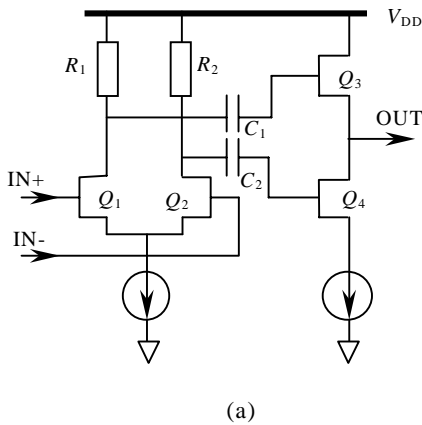 V_DD
R_1
R_2
Q_3
C_1
OUT
IN+
C_2
Q_1
Q_2
Q_4
IN-
(a)